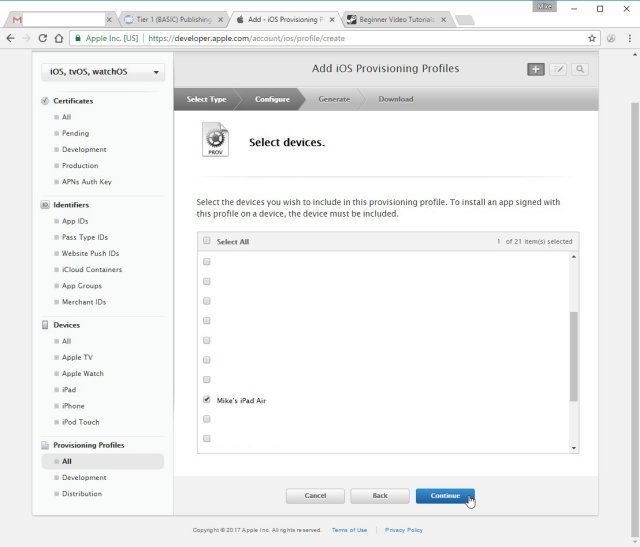 Mike
Tier 1 (BASIC) Publishing
Add - iOS Provisioning P
Beginner Video Tutorials
Apple Inc. [US]
https://developer.apple.com/account/ios/profile/create
iOS, tvOS, watchOS
Add iOS Provisioning Profiles
Select Type
Configure
Generate
Download
Certificates
All
Pending
Development
Production
APNs Auth Key
Identifiers
App IDs
Pass Type IDs
Website Push IDs
iCloud Containers
App Groups
Merchant IDs
Devices
All
Apple TV
Apple Watch
iPad
iPhone
iPod Touch
Provisioning Profiles
All
Development
Distribution
PROV
Select devices.
Select the devices you wish to include in this provisioning profile. To install an app signed with
this profile on a device, the device must be included.
Select All
1 of 21 item(s) selected
Mike's iPad Air
Cancel
Back
Continue
Copyright © 2017 Apple Inc. All rights reserved.
Terms of Use
Privacy Policy